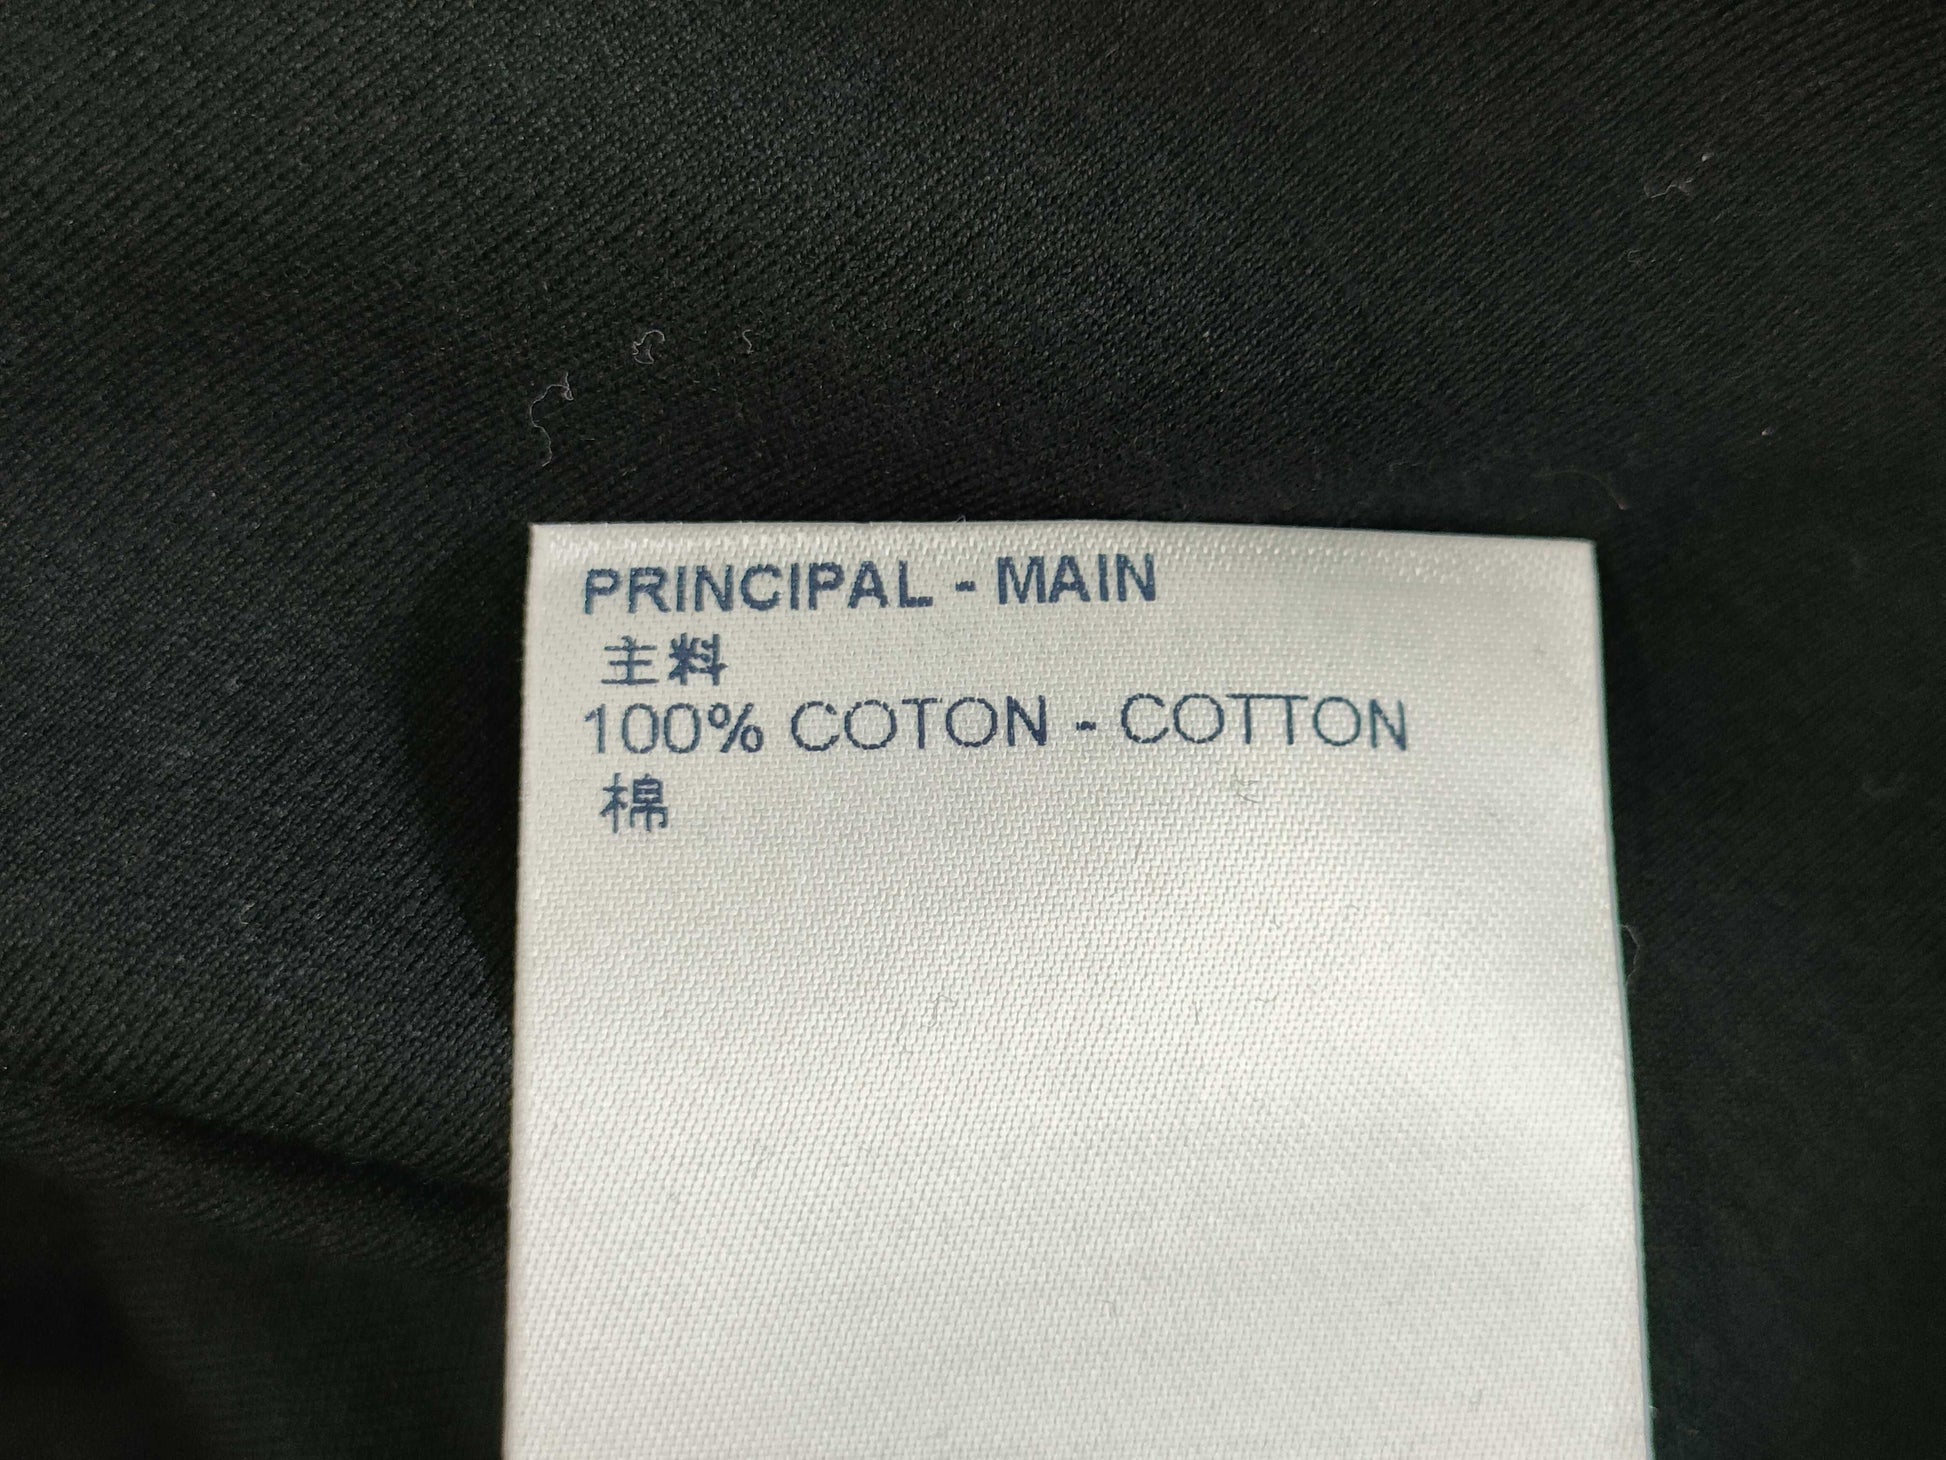 PRINCIPAL - MAIN
主料
100% COTON - COTTON
棉